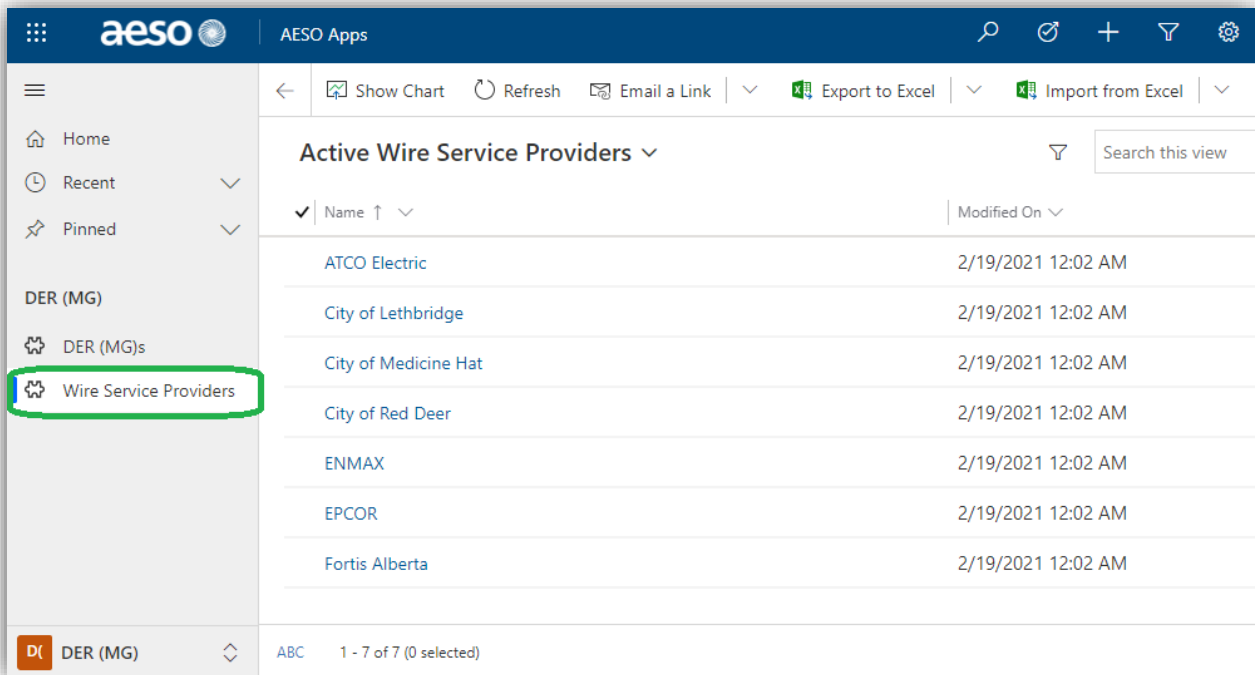 aeso AESO Apps
Show Chart Refresh Email a Link Export to Excel Import from Excel
Home
Recent
Pinned
DER (MG)
DER (MG)s
Wire Service Providers
D( DER (MG)
Active Wire Service Providers Search this view
Name ↑ Modified On
ATCO Electric 2/19/2021 12:02 AM
City of Lethbridge 2/19/2021 12:02 AM
City of Medicine Hat 2/19/2021 12:02 AM
City of Red Deer 2/19/2021 12:02 AM
ENMAX 2/19/2021 12:02 AM
EPCOR 2/19/2021 12:02 AM
Fortis Alberta 2/19/2021 12:02 AM
ABC 1 - 7 of 7 (0 selected)